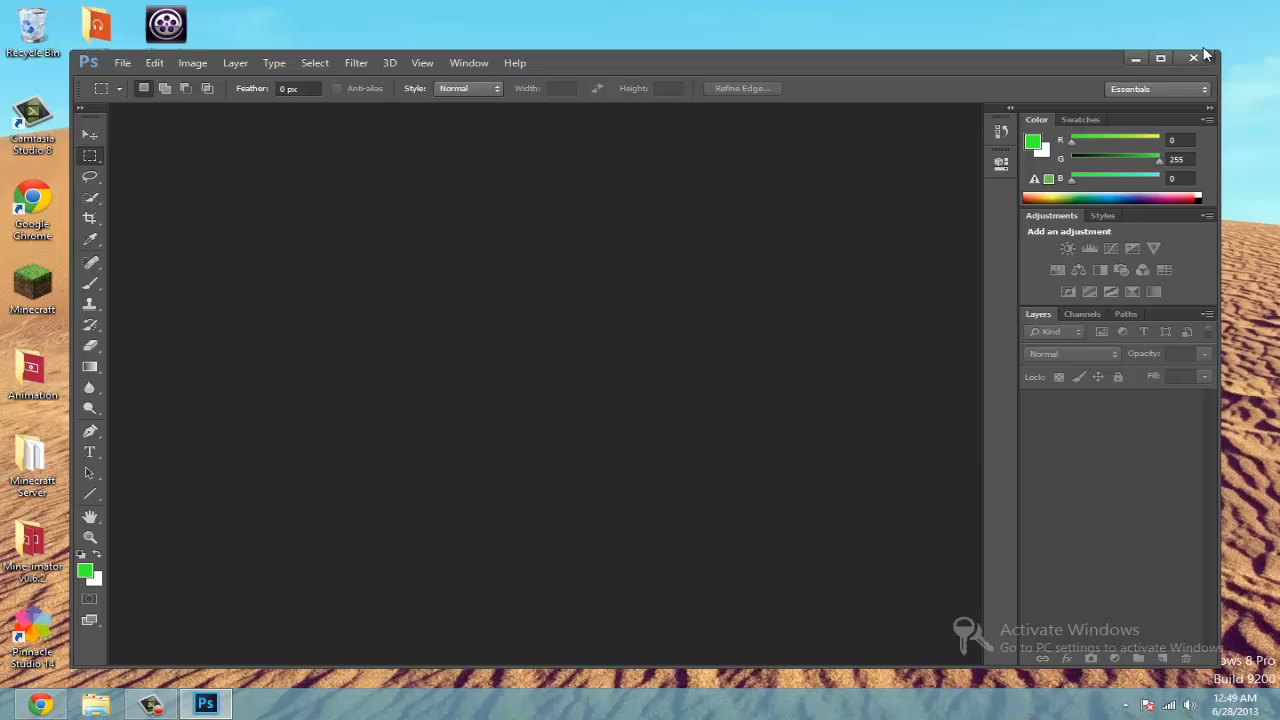 Recycle Bin
Camtasia
Studio 8
Google
Chrome
Minecraft
Animation
Minecraft
Server
Mine-imator
v0.6.2
Pinnacle
Studio 14
Ps
File Edit Image Layer Type Select Filter 3D View Window Help
Feather: 0 px Anti-alias Style: Normal Width: Height: Refine Edge... Essentials
Color Swatches
R 0
G 255
B 0
Adjustments Styles
Add an adjustment
Layers Channels Paths
Kind
Normal Opacity:
Lock: Fill:
Activate Windows
Go to PC settings to activate Windows.
ws 8 Pro
Build 9200
Ps
12:49 AM
6/28/2013